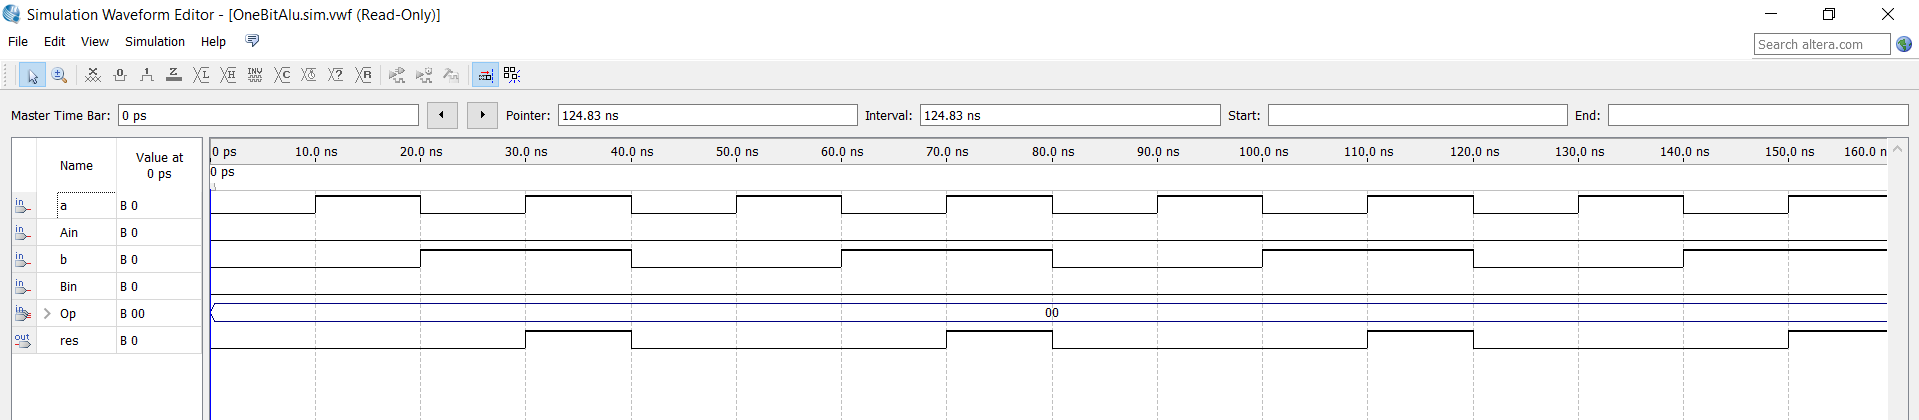 Simulation Waveform Editor - [OneBitAlu.sim.vwf (Read-Only)]
File Edit View Simulation Help
Search altera.com
Master Time Bar: 0 ps Pointer: 124.83 ns Interval: 124.83 ns Start: End:
Name Value at 0 ps
0 ps 10.0 ns 20.0 ns 30.0 ns 40.0 ns 50.0 ns 60.0 ns 70.0 ns 80.0 ns 90.0 ns 100.0 ns 110.0 ns 120.0 ns 130.0 ns 140.0 ns 150.0 ns 160.0 n
0 ps
in a B 0
in Ain B 0
in b B 0
in Bin B 0
in Op B 00 00
out res B 0